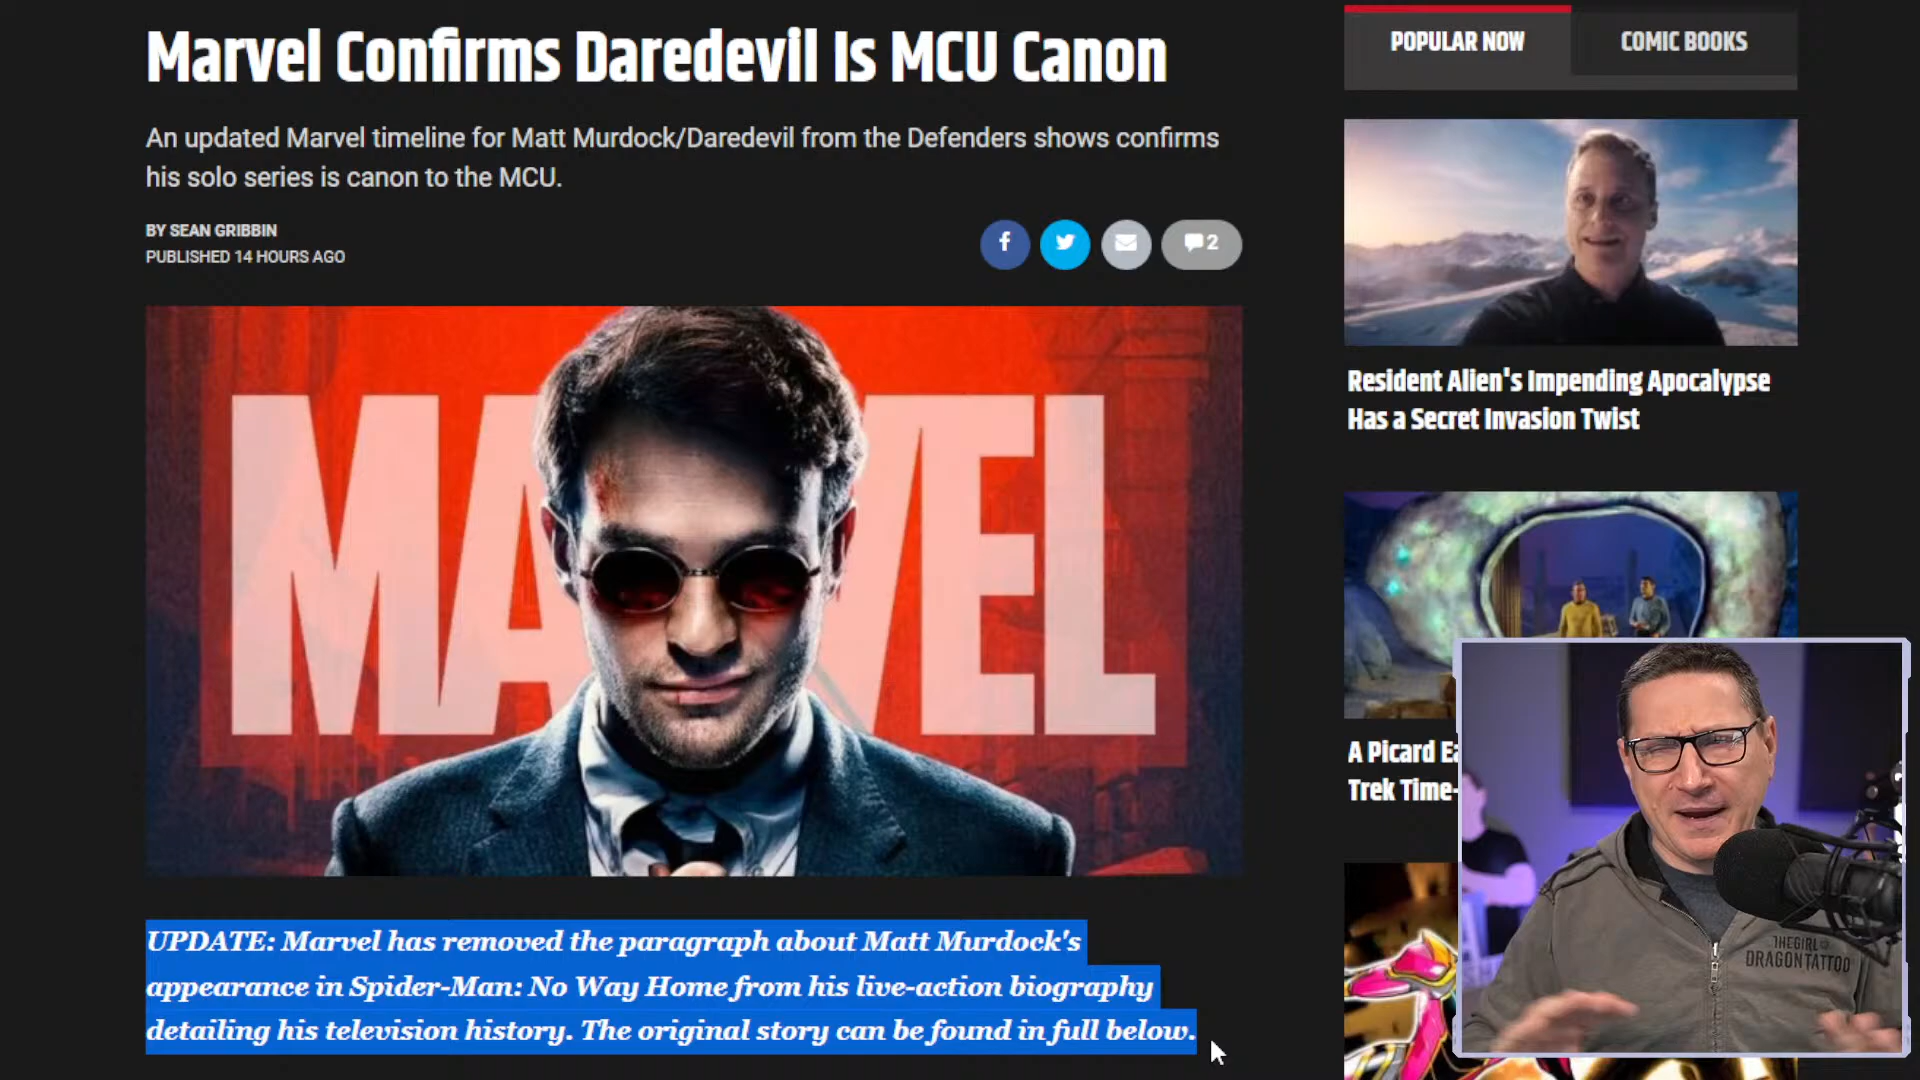 Marvel Confirms Daredevil Is MCU Canon
An updated Marvel timeline for Matt Murdock/Daredevil from the Defenders shows confirms
his solo series is canon to the MCU.
BY SEAN GRIBBIN
PUBLISHED 14 HOURS AGO
2
MARVEL
UPDATE: Marvel has removed the paragraph about Matt Murdock's
appearance in Spider-Man: No Way Home from his live-action biography
detailing his television history. The original story can be found in full below.
POPULAR NOW
COMIC BOOKS
Resident Alien's Impending Apocalypse
Has a Secret Invasion Twist
A Picard
Trek Time-
THE GIRL
DRAGON TATTOO